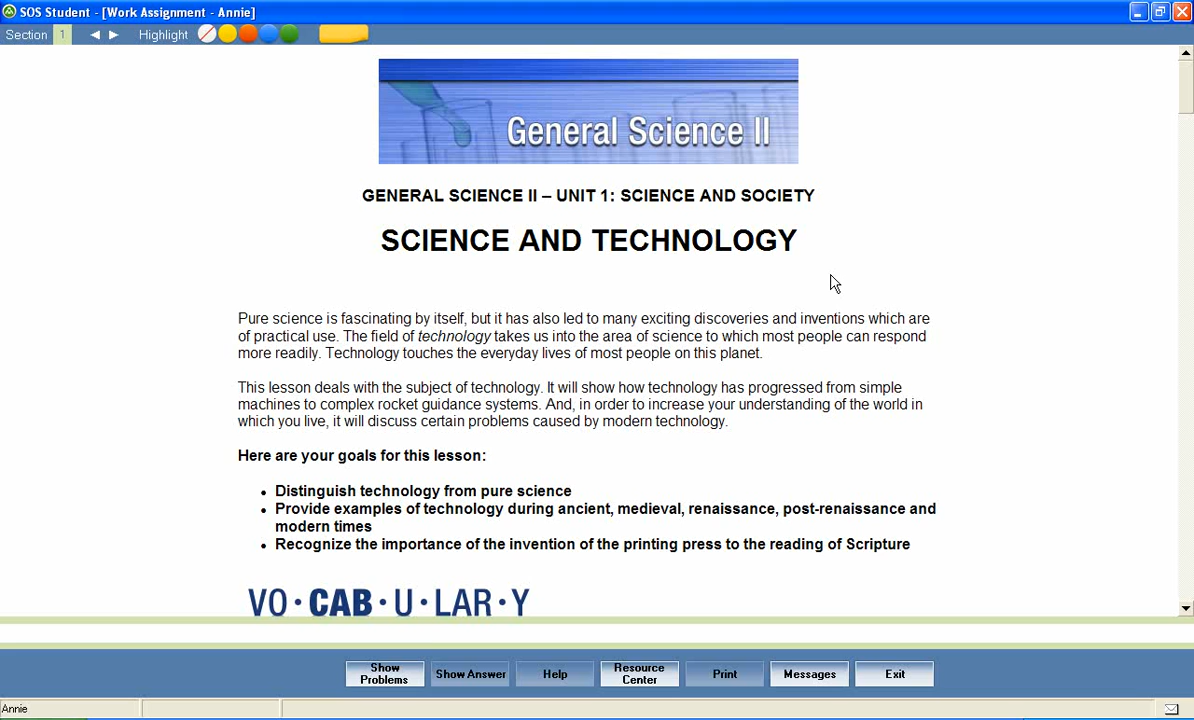 SOS Student - [Work Assignment - Annie]
Section 1 Highlight
General Science II
GENERAL SCIENCE II – UNIT 1: SCIENCE AND SOCIETY
SCIENCE AND TECHNOLOGY
Pure science is fascinating by itself, but it has also led to many exciting discoveries and inventions which are
of practical use. The field of technology takes us into the area of science to which most people can respond
more readily. Technology touches the everyday lives of most people on this planet.
This lesson deals with the subject of technology. It will show how technology has progressed from simple
machines to complex rocket guidance systems. And, in order to increase your understanding of the world in
which you live, it will discuss certain problems caused by modern technology.
Here are your goals for this lesson:
• Distinguish technology from pure science
• Provide examples of technology during ancient, medieval, renaissance, post-renaissance and
modern times
• Recognize the importance of the invention of the printing press to the reading of Scripture
VO·CAB·U·LAR·Y
Show Problems Show Answer Help Resource Center Print Messages Exit
Annie